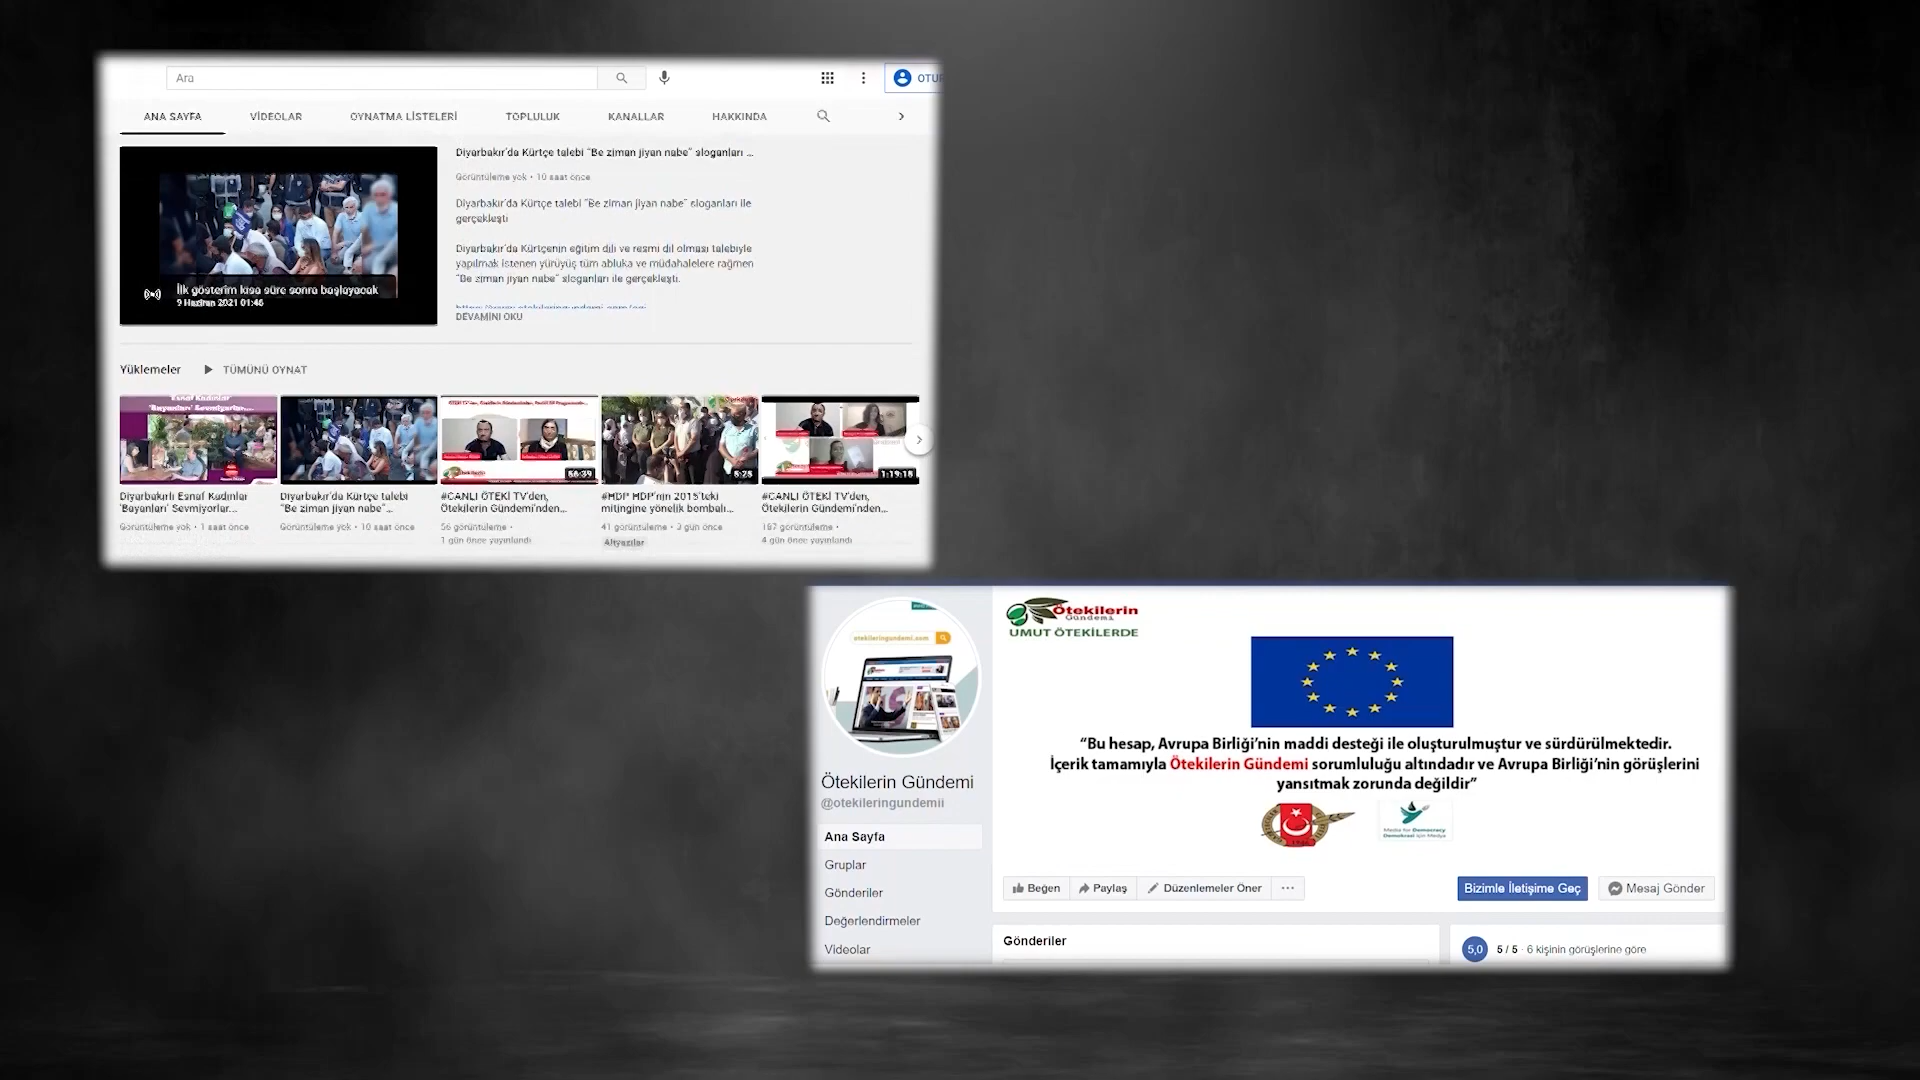 Ara
OTUR
ANA SAYFA
VİDEOLAR
OYNATMA LİSTELERİ
TOPLULUK
KANALLAR
HAKKINDA
Diyarbakır'da Kürtçe talebi "Be ziman jiyan nabe" sloganları ...
Görüntüleme yok • 10 saat önce
Diyarbakır'da Kürtçe talebi "Be ziman jiyan nabe" sloganları ile
gerçekleşti
Diyarbakır'da Kürtçenin eğitim dili ve resmi dil olması talebiyle
yapılmak istenen yürüyüş tüm abluka ve müdahalelere rağmen
"Be ziman jiyan nabe" sloganları ile gerçekleşti.
DEVAMINI OKU
İlk gösterim kısa süre sonra başlayacak
9 Haziran 2021 01:46
Yüklemeler
TÜMÜNÜ OYNAT
56:39
5:25
1:19:18
Diyarbakırlı Esnaf Kadınlar
'Bayanları' Sevmiyorlar...
Görüntüleme yok • 1 saat önce
Diyarbakır'da Kürtçe talebi
"Be ziman jiyan nabe"...
Görüntüleme yok • 10 saat önce
#CANLI ÖTEKİ TV'den,
Ötekilerin Gündemi'nden...
56 görüntüleme •
1 gün önce yayınlandı
#HDP HDP'nin 2015'teki
mitingine yönelik bombalı...
41 görüntüleme • 3 gün önce
Altyazılar
#CANLI ÖTEKİ TV'den,
Ötekilerin Gündemi'nden...
187 görüntüleme •
4 gün önce yayınlandı
otekileringundemi.com
Ötekilerin Gündemi
@otekileringundemii
Ana Sayfa
Gruplar
Gönderiler
Değerlendirmeler
Videolar
Ötekilerin
Gündemi
UMUT ÖTEKİLERDE
“Bu hesap, Avrupa Birliği’nin maddi desteği ile oluşturulmuştur ve sürdürülmektedir.
İçerik tamamıyla Ötekilerin Gündemi sorumluluğu altındadır ve Avrupa Birliği’nin görüşlerini
yansıtmak zorunda değildir”
Media for Democracy
Demokrasi için Medya
Beğen
Paylaş
Düzenlemeler Öner
Bizimle İletişime Geç
Mesaj Gönder
Gönderiler
5,0
5 / 5 · 6 kişinin görüşlerine göre